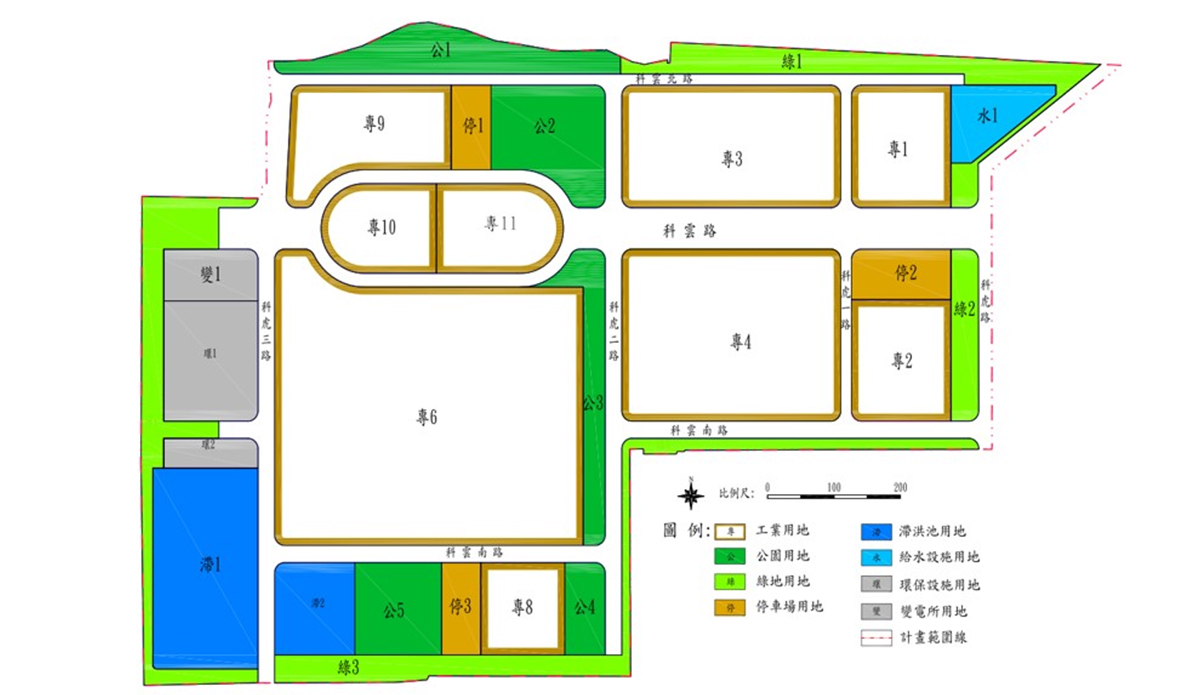 公1
綠1
科雲北路
專9
停1
公2
專3
專1
水1
專10
專11
科雲路
變1
環1
科虎三路
專6
公3
科虎二路
專4
科虎一路
停2
專2
綠2
科虎路
環2
科雲南路
滯1
科雲南路
滯2
公5
停3
專8
公4
綠3
N
比例尺: 0 100 200
圖例:
專 工業用地
公 公園用地
綠 綠地用地
停 停車場用地
滯 滯洪池用地
水 給水設施用地
環 環保設施用地
變 變電所用地
計畫範圍線